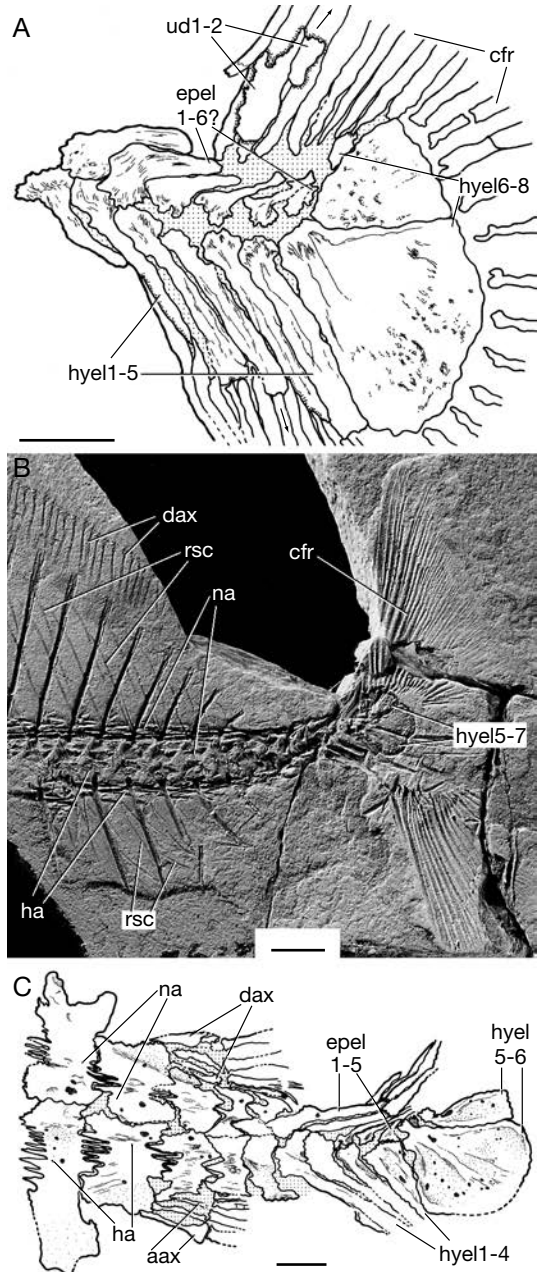 A
ud1-2
cfr
epel
1-6?
hyel6-8
hyel1-5
B
dax
rsc
cfr
na
hyel5-7
ha
rsc
C
na
dax
epel
1-5
hyel
5-6
ha
aax
hyel1-4